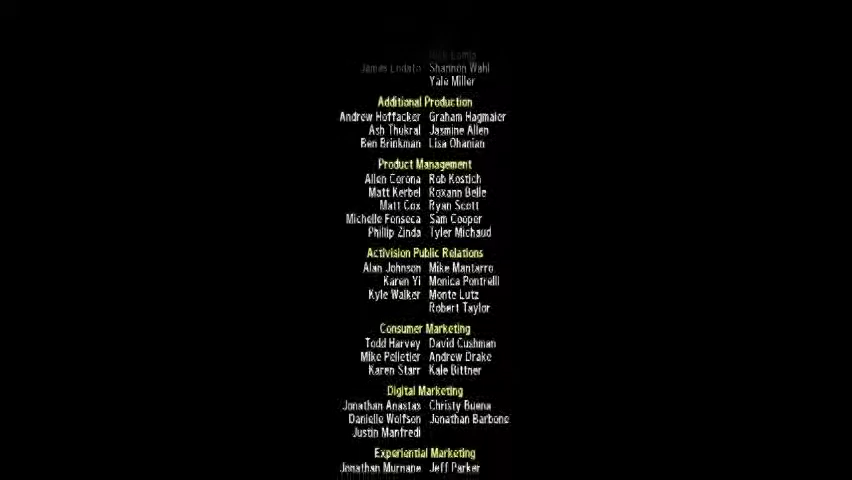 Shannon Wahl
Yale Miller
Additional Production
Andrew Hoffacker Graham Hagmaier
Ash Thukral Jasmine Allen
Ben Brinkman Lisa Ohanian
Product Management
Allen Corona Rob Kostich
Matt Kerbel Roxann Belle
Matt Cox Ryan Scott
Michelle Fonseca Sam Cooper
Phillip Zinda Tyler Michaud
Activision Public Relations
Alan Johnson Mike Mantarro
Karen Yi Monica Pontrelli
Kyle Walker Monte Lutz
Robert Taylor
Consumer Marketing
Todd Harvey David Cushman
Mike Pelletier Andrew Drake
Karen Starr Kale Bittner
Digital Marketing
Jonathan Anastas Christy Buena
Danielle Wolfson Jonathan Barbone
Justin Manfredi
Experiential Marketing
Jonathan Murnane Jeff Parker